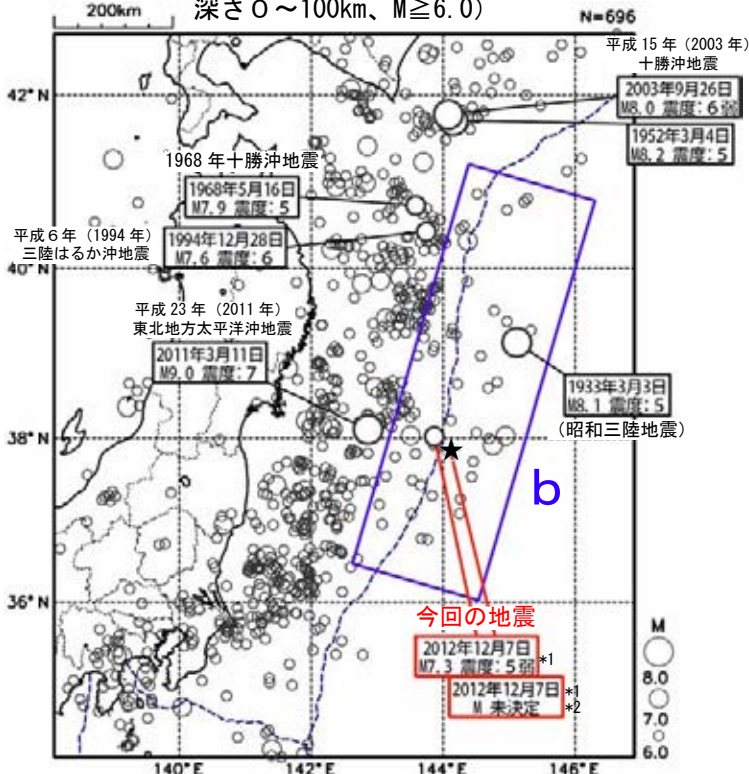 深さ0～100km、M≧6.0)
200km
N=696
平成15年（2003年）
十勝沖地震
42°N
2003年9月26日
M8.0 震度：6弱
1952年3月4日
M8.2 震度：5
1968年十勝沖地震
1968年5月16日
M7.9 震度：5
平成6年（1994年）
三陸はるか沖地震
1994年12月28日
M7.6 震度：6
40°N
平成23年（2011年）
東北地方太平洋沖地震
2011年3月11日
M9.0 震度：7
1933年3月3日
M8.1 震度：5
(昭和三陸地震)
38°N
b
36°N
今回の地震
2012年12月7日
M7.3 震度：5弱
*1
2012年12月7日
M 未決定
*1
*2
M
8.0
7.0
6.0
140°E
142°E
144°E
146°E